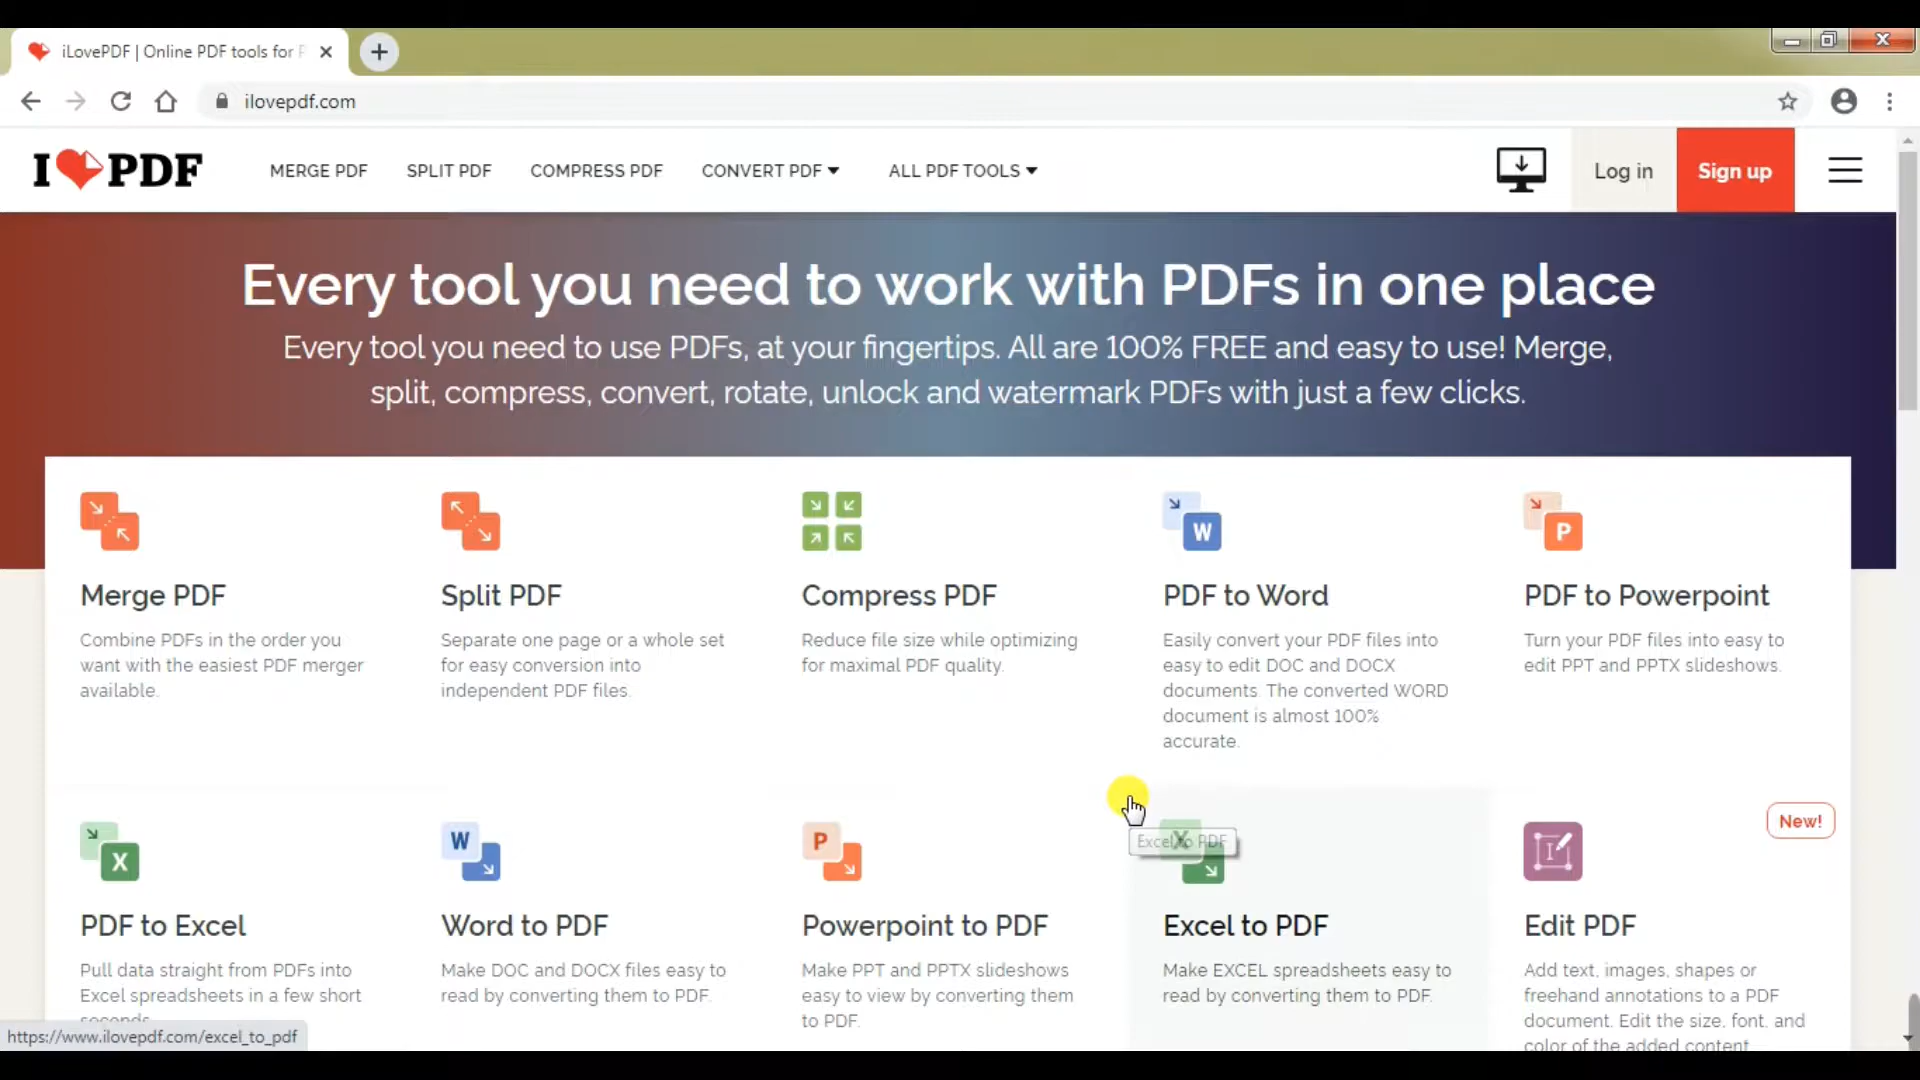 iLovePDF | Online PDF tools for
ilovepdf.com
I PDF
MERGE PDF
SPLIT PDF
COMPRESS PDF
CONVERT PDF
ALL PDF TOOLS
Log in
Sign up
Every tool you need to work with PDFs in one place
Every tool you need to use PDFs, at your fingertips. All are 100% FREE and easy to use! Merge,
split, compress, convert, rotate, unlock and watermark PDFs with just a few clicks.
W
P
Merge PDF
Combine PDFs in the order you
want with the easiest PDF merger
available.
Split PDF
Separate one page or a whole set
for easy conversion into
independent PDF files.
Compress PDF
Reduce file size while optimizing
for maximal PDF quality.
PDF to Word
Easily convert your PDF files into
easy to edit DOC and DOCX
documents. The converted WORD
document is almost 100%
accurate.
PDF to Powerpoint
Turn your PDF files into easy to
edit PPT and PPTX slideshows.
X
W
P
X
Excel to PDF
New!
PDF to Excel
Pull data straight from PDFs into
Excel spreadsheets in a few short
seconds.
Word to PDF
Make DOC and DOCX files easy to
read by converting them to PDF.
Powerpoint to PDF
Make PPT and PPTX slideshows
easy to view by converting them
to PDF.
Excel to PDF
Make EXCEL spreadsheets easy to
read by converting them to PDF.
Edit PDF
Add text, images, shapes or
freehand annotations to a PDF
document. Edit the size, font, and
color of the added content
https://www.ilovepdf.com/excel_to_pdf